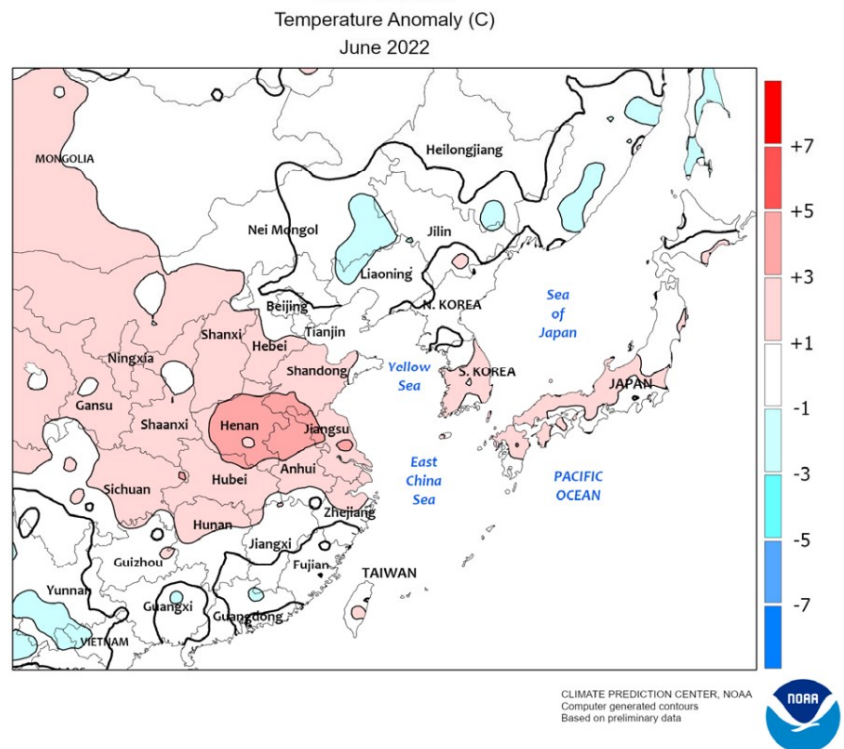 Temperature Anomaly (C)
June 2022
MONGOLIA
Heilongjiang
Nei Mongol
Jilin
Liaoning
Beijing
N. KOREA
Sea
of
Japan
Tianjin
Shanxi
Hebei
Ningxia
Shandong
Yellow
Sea
S. KOREA
JAPAN
Gansu
Shaanxi
Henan
Jiangsu
East
China
Sea
PACIFIC
OCEAN
Sichuan
Hubei
Anhui
Zhejiang
Hunan
Jiangxi
Guizhou
Fujian
TAIWAN
Yunnan
Guangxi
Guangdong
VIETNAM
+7
+5
+3
+1
-1
-3
-5
-7
CLIMATE PREDICTION CENTER, NOAA
Computer generated contours
Based on preliminary data
NOAA